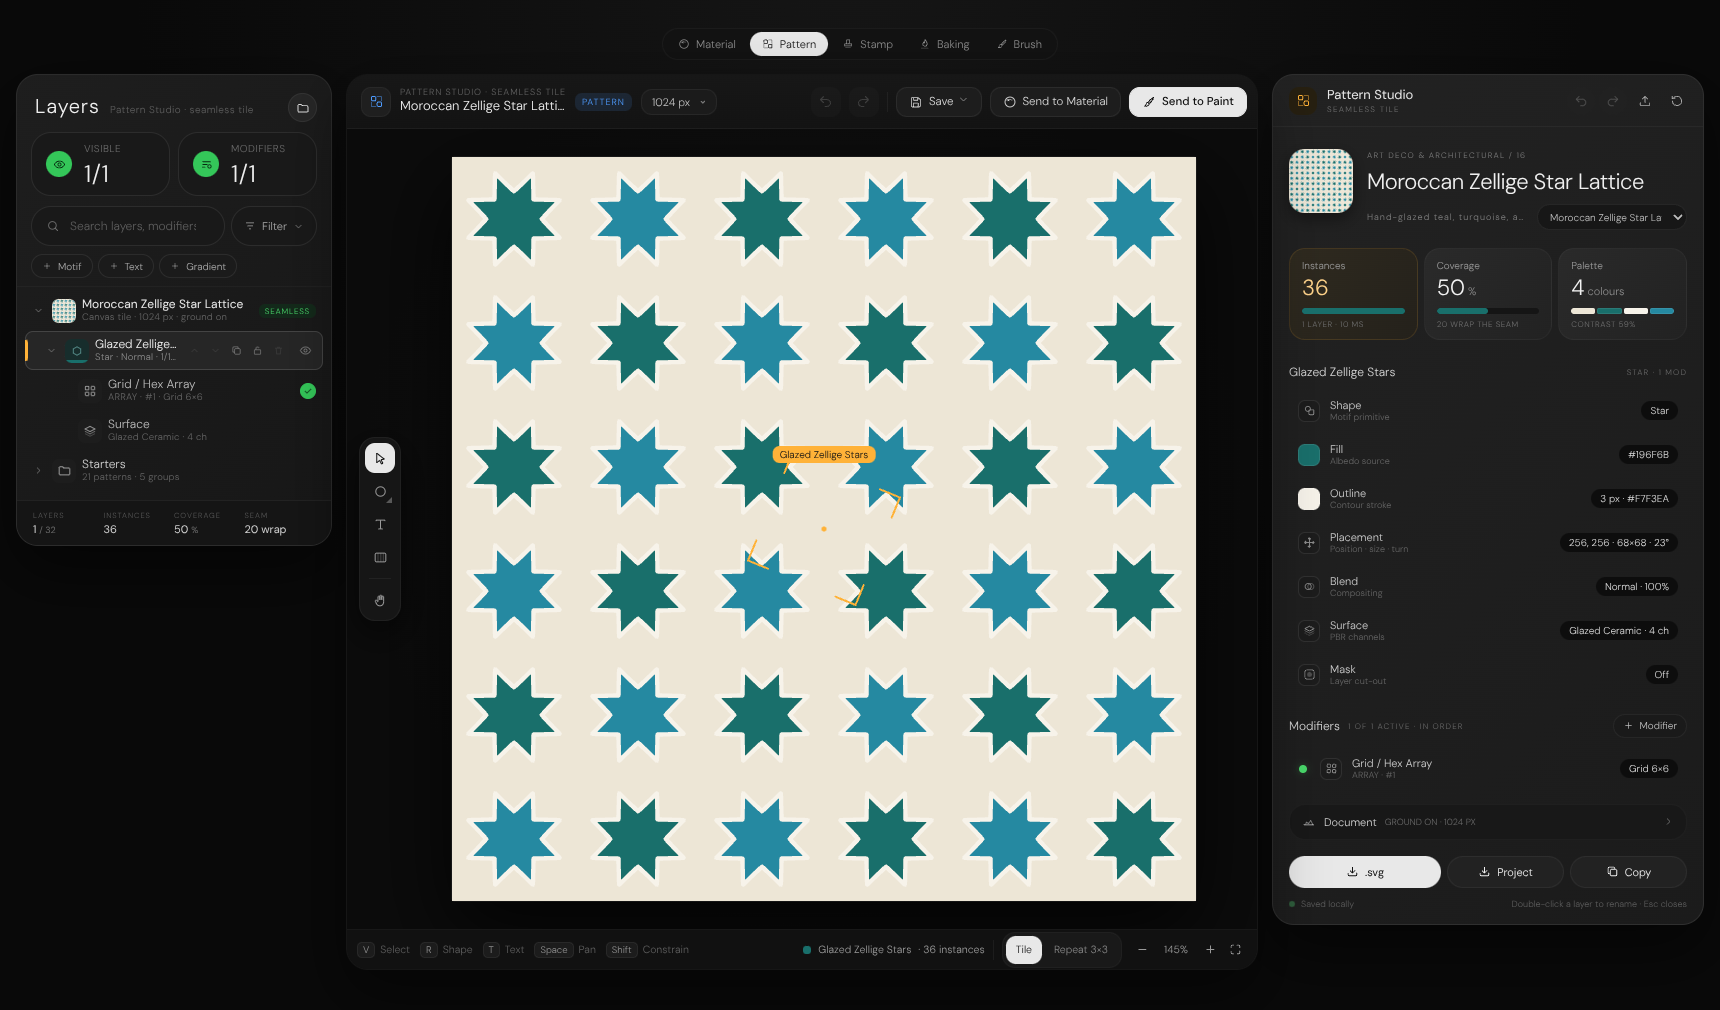 Material
Pattern
Stamp
Baking
Brush
Layers
Pattern Studio · seamless tile
VISIBLE
1/1
MODIFIERS
1/1
Search layers, modifiers
Filter
+ Motif
+ Text
+ Gradient
Moroccan Zellige Star Lattice
Canvas tile · 1024 px · ground on
SEAMLESS
Glazed Zellige...
Star · Normal · 1/1...
Grid / Hex Array
ARRAY · #1 · Grid 6×6
Surface
Glazed Ceramic · 4 ch
Starters
21 patterns · 5 groups
LAYERS
1 / 32
INSTANCES
36
COVERAGE
50 %
SEAM
20 wrap
PATTERN STUDIO · SEAMLESS TILE
Moroccan Zellige Star Latti...
PATTERN
1024 px
Save
Send to Material
Send to Paint
T
Glazed Zellige Stars
V Select
R Shape
T Text
Space Pan
Shift Constrain
Glazed Zellige Stars · 36 instances
Tile
Repeat 3×3
145%
Pattern Studio
SEAMLESS TILE
ART DECO & ARCHITECTURAL / 16
Moroccan Zellige Star Lattice
Hand-glazed teal, turquoise, a...
Moroccan Zellige Star La
Instances
36
1 LAYER · 10 MS
Coverage
50 %
20 WRAP THE SEAM
Palette
4 colours
CONTRAST 59%
Glazed Zellige Stars
STAR · 1 MOD
Shape
Motif primitive
Star
Fill
Albedo source
#196F6B
Outline
Contour stroke
3 px · #F7F3EA
Placement
Position · size · turn
256, 256 · 68×68 · 23°
Blend
Compositing
Normal · 100%
Surface
PBR channels
Glazed Ceramic · 4 ch
Mask
Layer cut-out
Off
Modifiers
1 OF 1 ACTIVE · IN ORDER
+ Modifier
Grid / Hex Array
ARRAY · #1
Grid 6×6
Document
GROUND ON · 1024 PX
.svg
Project
Copy
Saved locally
Double-click a layer to rename · Esc closes